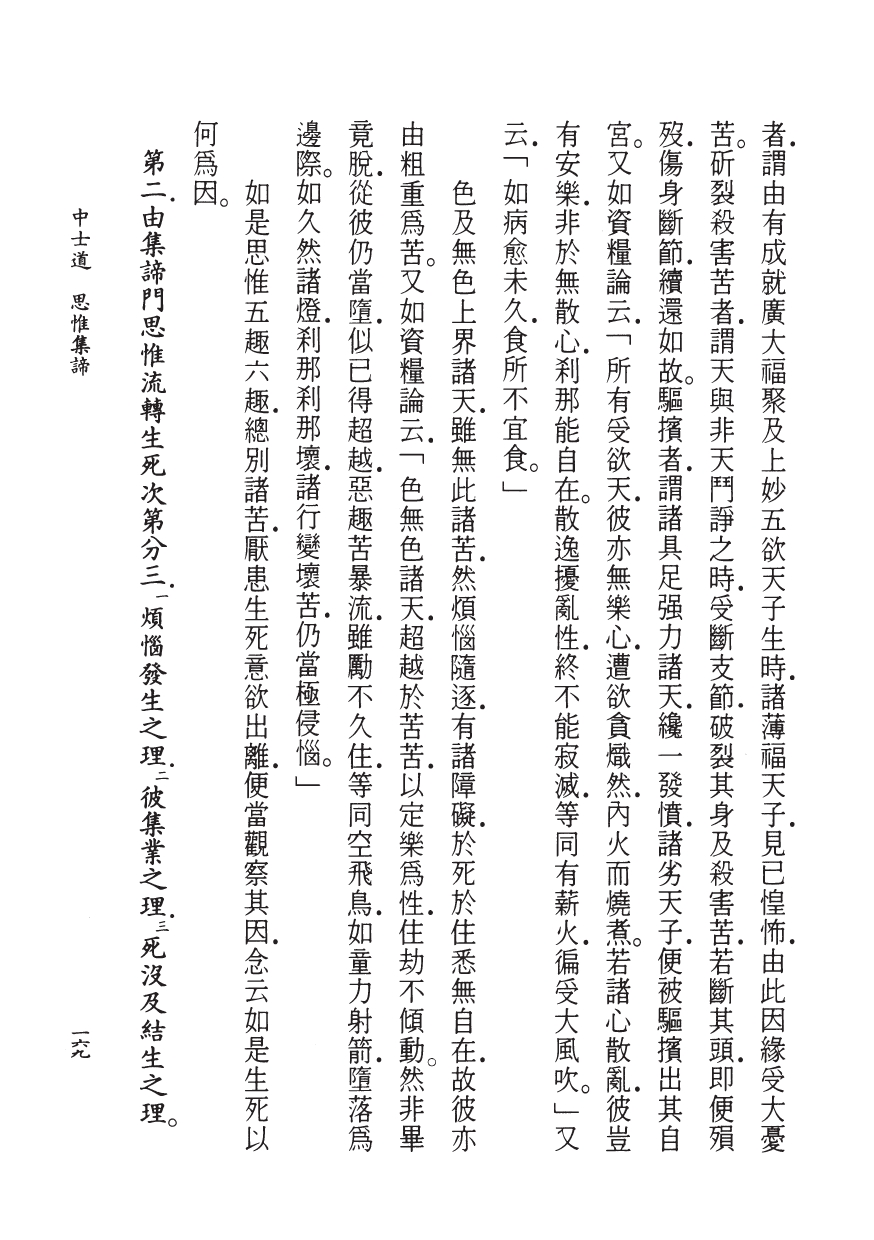 者．謂由有成就廣大福聚及上妙五欲天子生時．諸薄福天子．見已惶怖．由此因緣受大憂
苦。斫裂殺害苦者．謂天與非天鬥諍之時．受斷支節．破裂其身及殺害苦．若斷其頭．即便殞
歿．傷身斷節．續還如故。驅擯者．謂諸具足强力諸天．纔一發憤．諸劣天子．便被驅擯出其自
宮。又如資糧論云．「所有受欲天．彼亦無樂心．遭欲貪熾然．內火而燒煮。若諸心散亂．彼豈
有安樂．非於無散心．刹那能自在。散逸擾亂性．終不能寂滅．等同有薪火．徧受大風吹。」又
云．「如病愈未久．食所不宜食。」
色及無色上界諸天．雖無此諸苦．然煩惱隨逐．有諸障礙．於死於住悉無自在．故彼亦
由粗重爲苦。又如資糧論云．「色無色諸天．超越於苦苦．以定樂爲性．住劫不傾動。然非畢
竟脫．從彼仍當墮．似已得超越．惡趣苦暴流．雖勵不久住．等同空飛鳥．如童力射箭．墮落爲
邊際。如久然諸燈．刹那刹那壞．諸行變壞苦．仍當極侵惱。」
如是思惟五趣六趣．總別諸苦．厭患生死意欲出離．便當觀察其因．念云如是生死以
何爲因。
第二．由集諦門思惟流轉生死次第分三．一煩惱發生之理．二彼集業之理．三死沒及結生之理。
中士道　思惟集諦
一六九